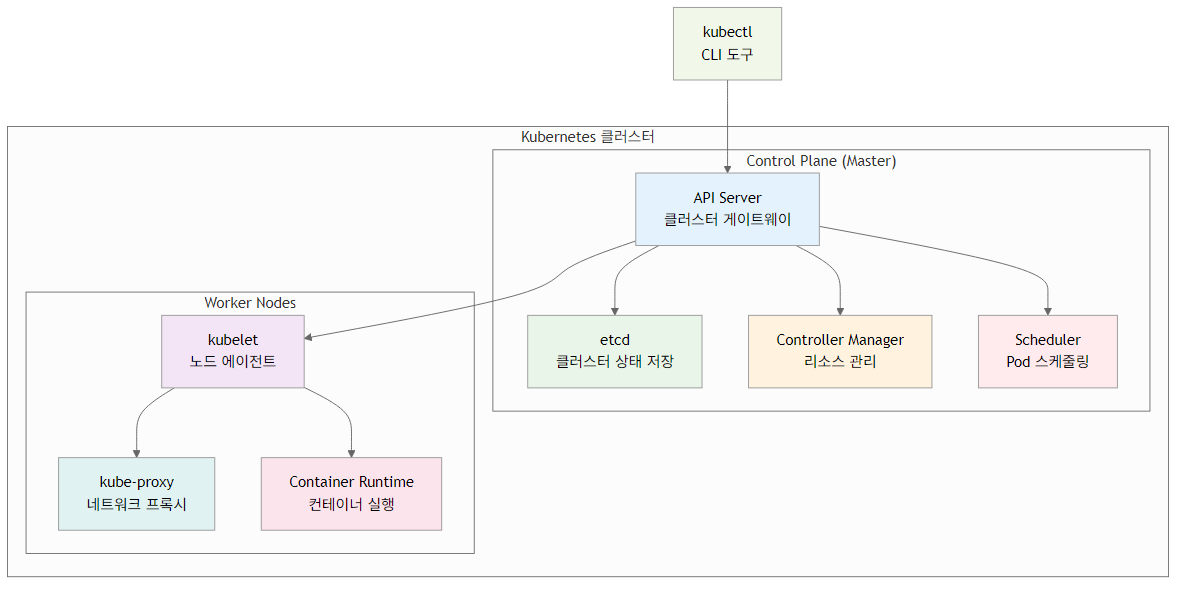 kubectl
CLI 도구
Kubernetes 클러스터
Control Plane (Master)
API Server
클러스터 게이트웨이
Worker Nodes
kubelet
노드 에이전트
etcd
클러스터 상태 저장
Controller Manager
리소스 관리
Scheduler
Pod 스케줄링
kube-proxy
네트워크 프록시
Container Runtime
컨테이너 실행